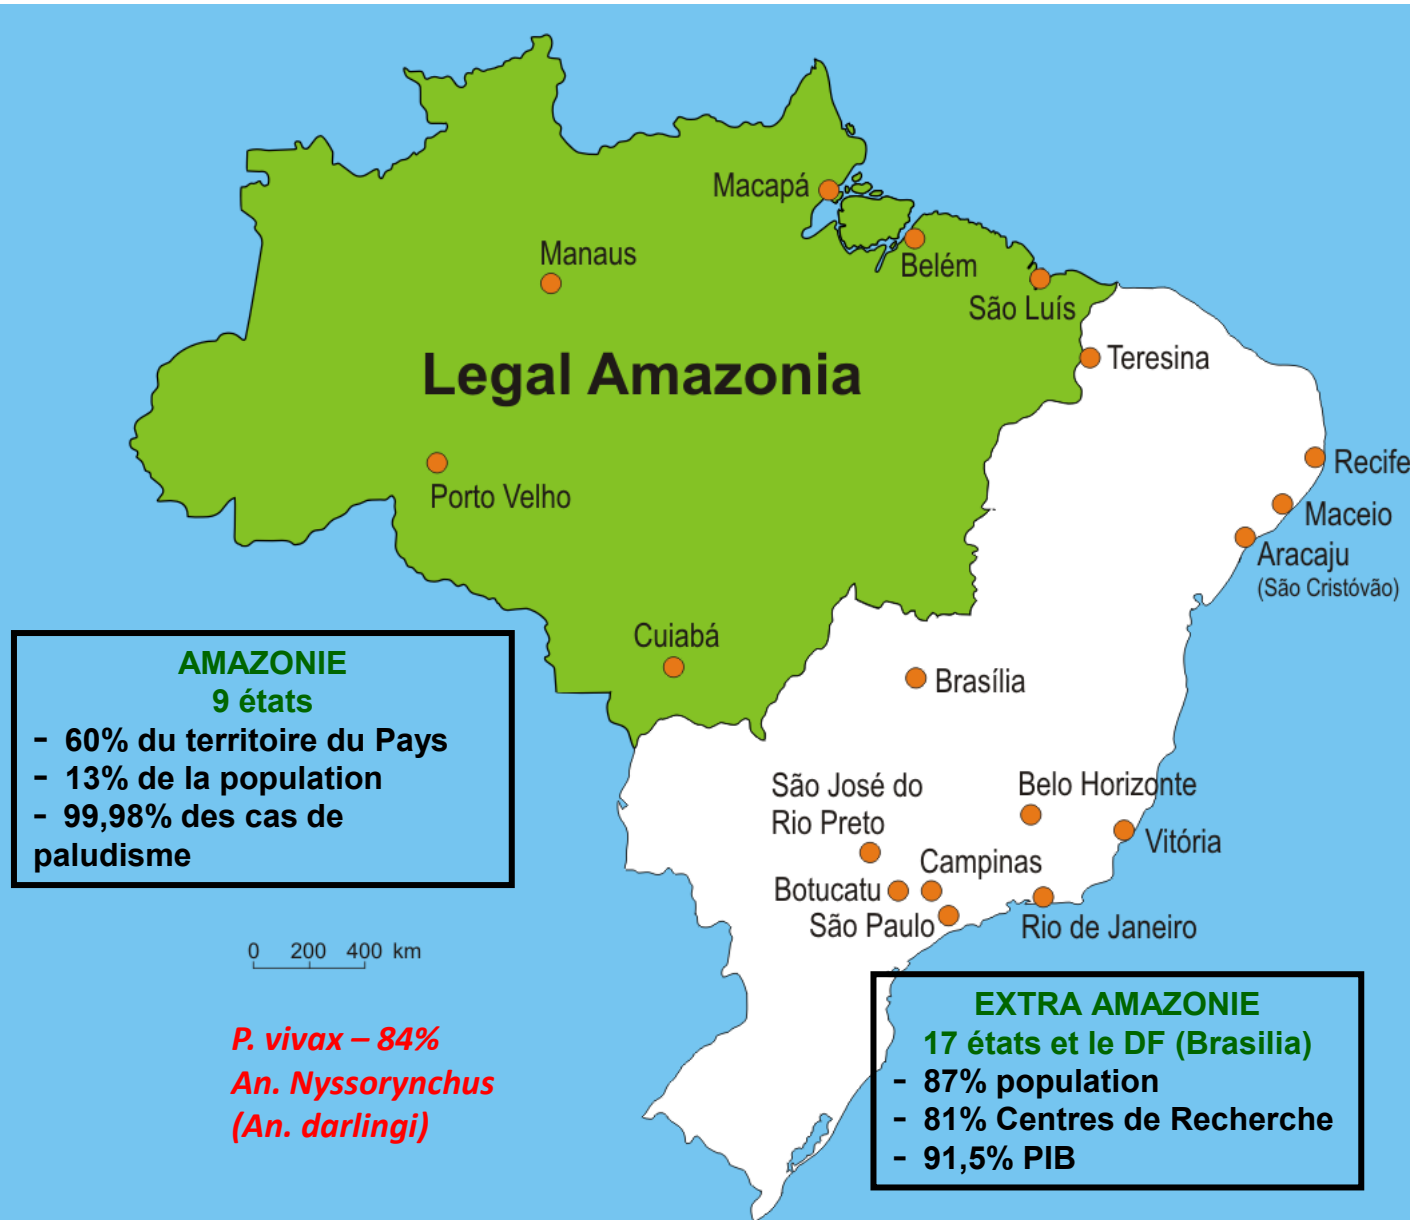 Macapá
Manaus
Belém
São Luís
Legal Amazonia
Teresina
Recife
Porto Velho
Maceio
Aracaju
(São Cristóvão)
Cuiabá
Brasília
AMAZONIE
9 états
- 60% du territoire du Pays
- 13% de la population
- 99,98% des cas de
paludisme
São José do
Rio Preto
Belo Horizonte
Vitória
Campinas
Botucatu
São Paulo
Rio de Janeiro
0 200 400 km
P. vivax – 84%
An. Nyssorynchus
(An. darlingi)
EXTRA AMAZONIE
17 états et le DF (Brasilia)
- 87% population
- 81% Centres de Recherche
- 91,5% PIB